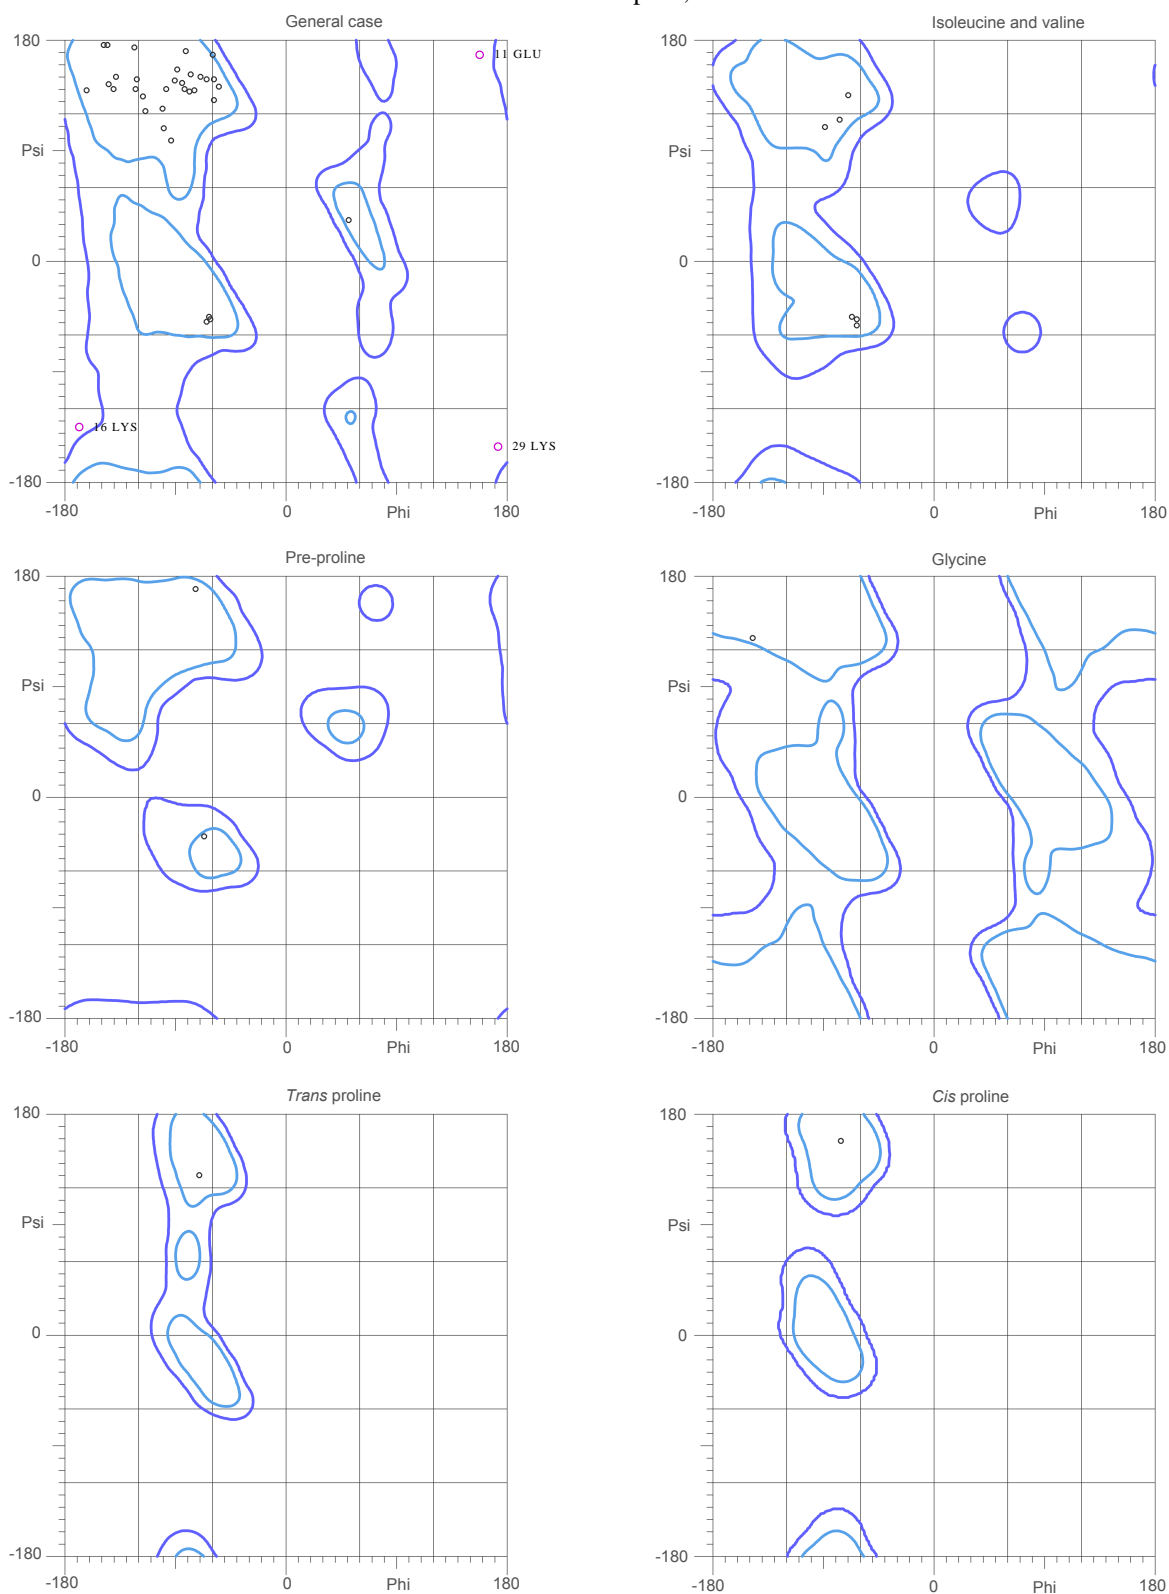 General case
Isoleucine and valine
180
11 GLU
180
Psi
Psi
0
0
16 LYS
29 LYS
-180
-180
-180
0
Phi
180
-180
0
Phi
180
Pre-proline
Glycine
180
180
Psi
Psi
0
0
-180
-180
-180
0
Phi
180
-180
0
Phi
180
Trans proline
Cis proline
180
180
Psi
Psi
0
0
-180
-180
-180
0
Phi
180
-180
0
Phi
180